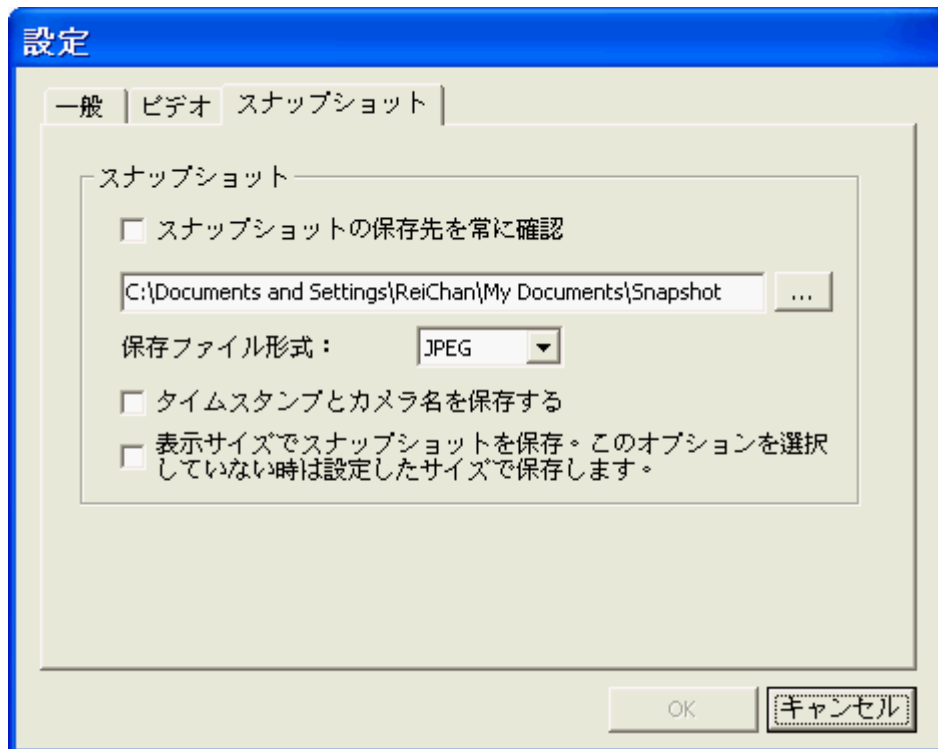 設定
一般 ビデオ スナップショット
スナップショット
スナップショットの保存先を常に確認
C:\Documents and Settings\ReiChan\My Documents\Snapshot ...
保存ファイル形式： JPEG
タイムスタンプとカメラ名を保存する
表示サイズでスナップショットを保存。このオプションを選択
していない時は設定したサイズで保存します。
OK キャンセル